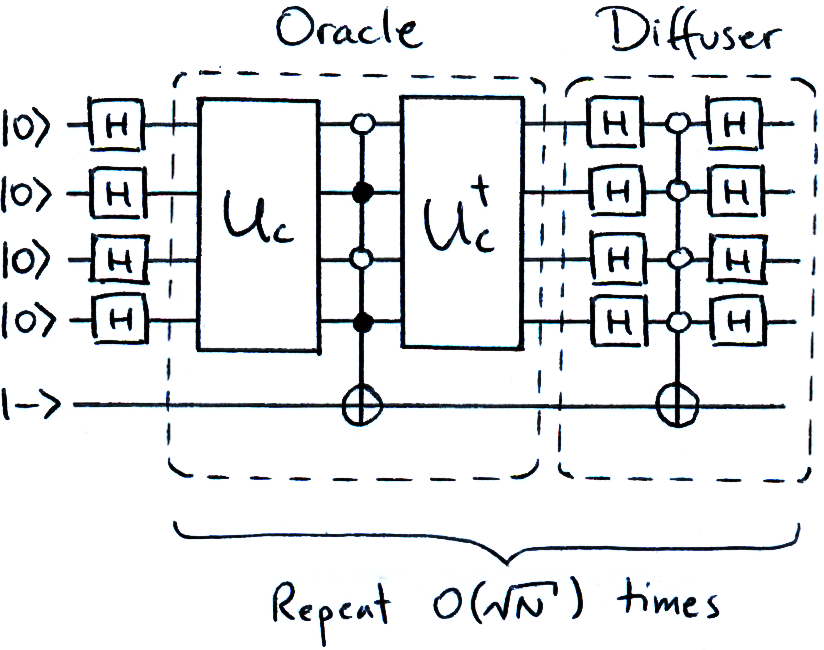 Oracle Diffuser
|0⟩ H H H
|0⟩ H H H
U_c U_c^†
|0⟩ H H H
|0⟩ H H H
|−⟩
Repeat O(√N) times